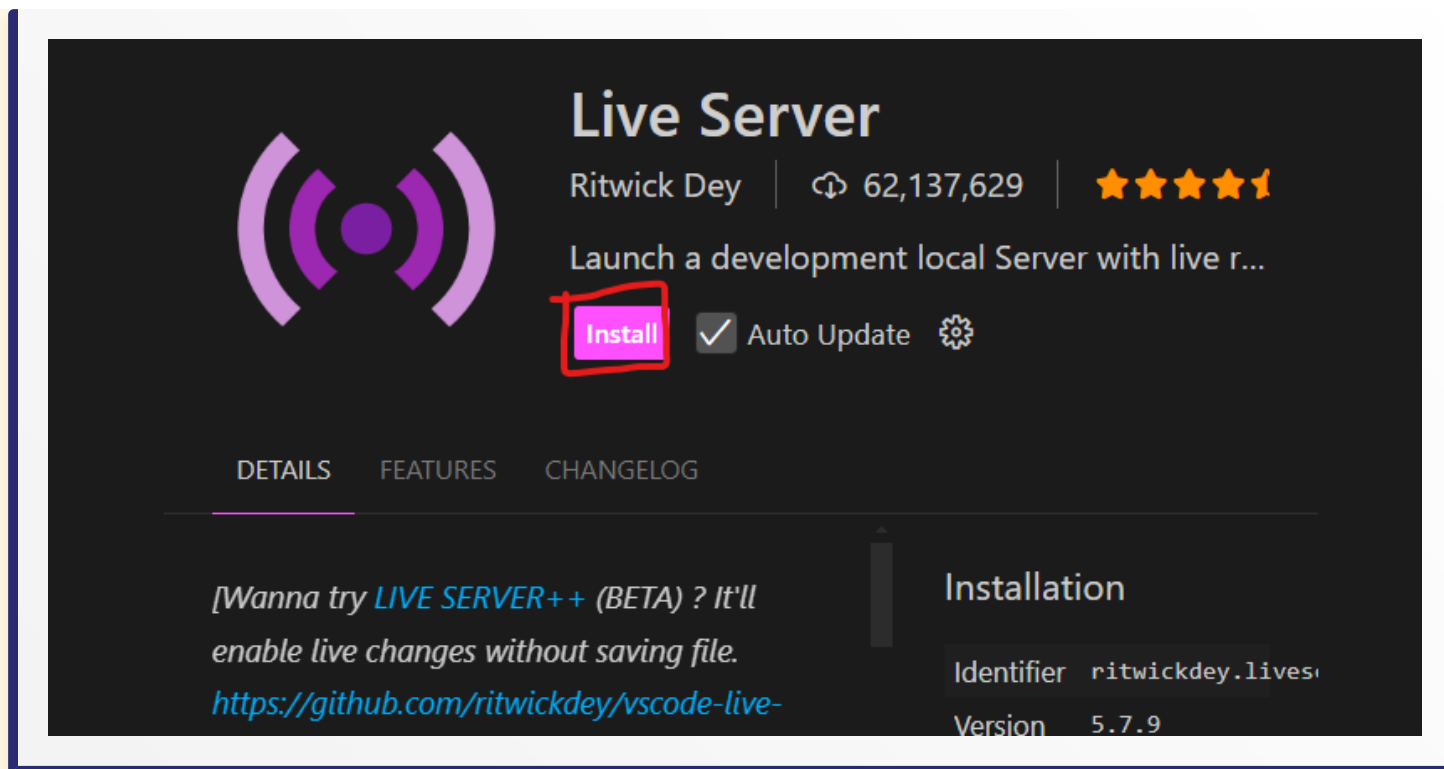 Live Server
Ritwick Dey 62,137,629
Launch a development local Server with live r...
Install Auto Update
DETAILS FEATURES CHANGELOG
[Wanna try LIVE SERVER++ (BETA) ? It'll
enable live changes without saving file.
https://github.com/ritwickdey/vscode-live-
Installation
Identifier ritwickdey.lives
Version 5.7.9